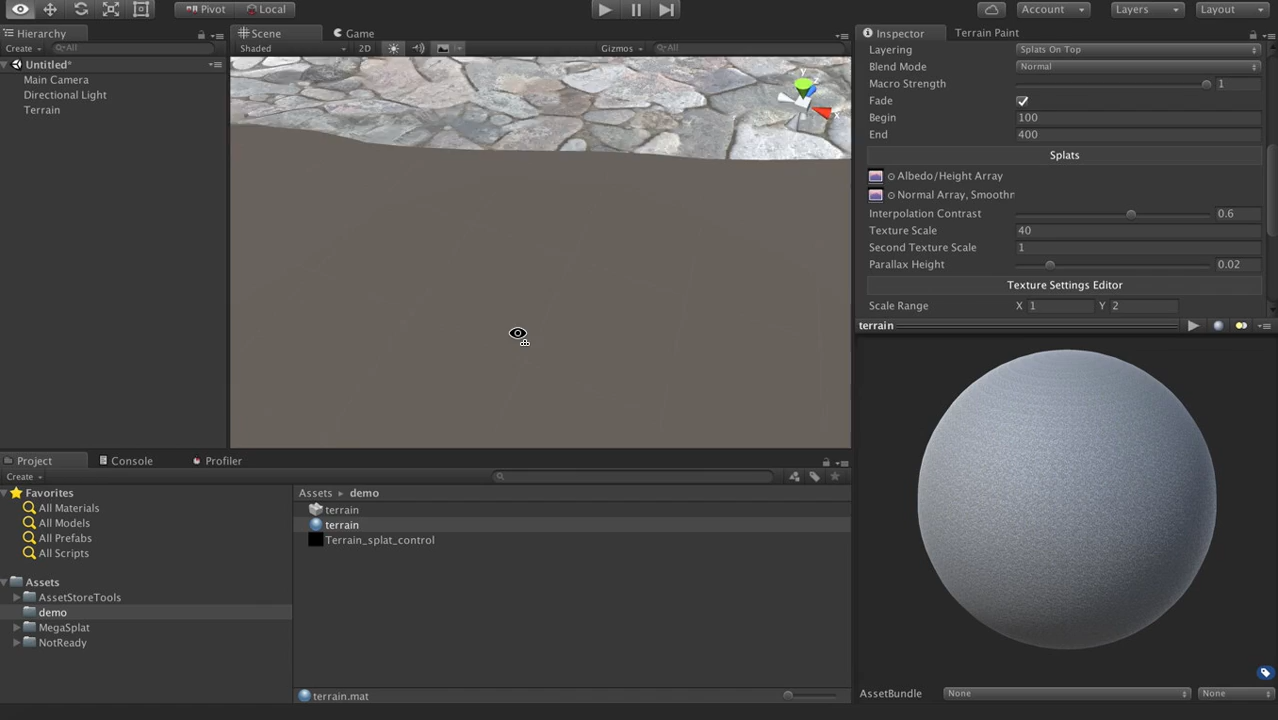 Pivot Local Account Layers Layout
Hierarchy Scene Game Inspector Terrain Paint
Create All Shaded 2D Gizmos All
Untitled*
Main Camera
Directional Light
Terrain
Y
Z
X
Layering Splats On Top
Blend Mode Normal
Macro Strength 1
Fade
Begin 100
End 400
Splats
Albedo/Height Array
Normal Array, Smoothn
Interpolation Contrast 0.6
Texture Scale 40
Second Texture Scale 1
Parallax Height 0.02
Texture Settings Editor
Scale Range X 1 Y 2
terrain
Project Console Profiler
Create
Favorites
All Materials
All Models
All Prefabs
All Scripts
Assets
AssetStoreTools
demo
MegaSplat
NotReady
Assets demo
terrain
terrain
Terrain_splat_control
terrain.mat
AssetBundle None None